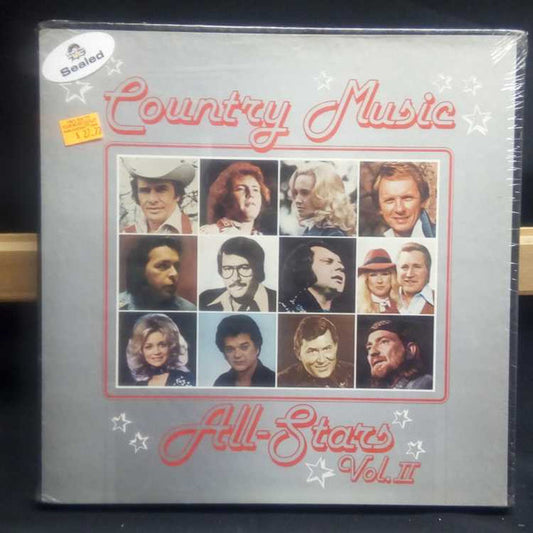 Sealed
Country Music
All-Stars
Vol. II